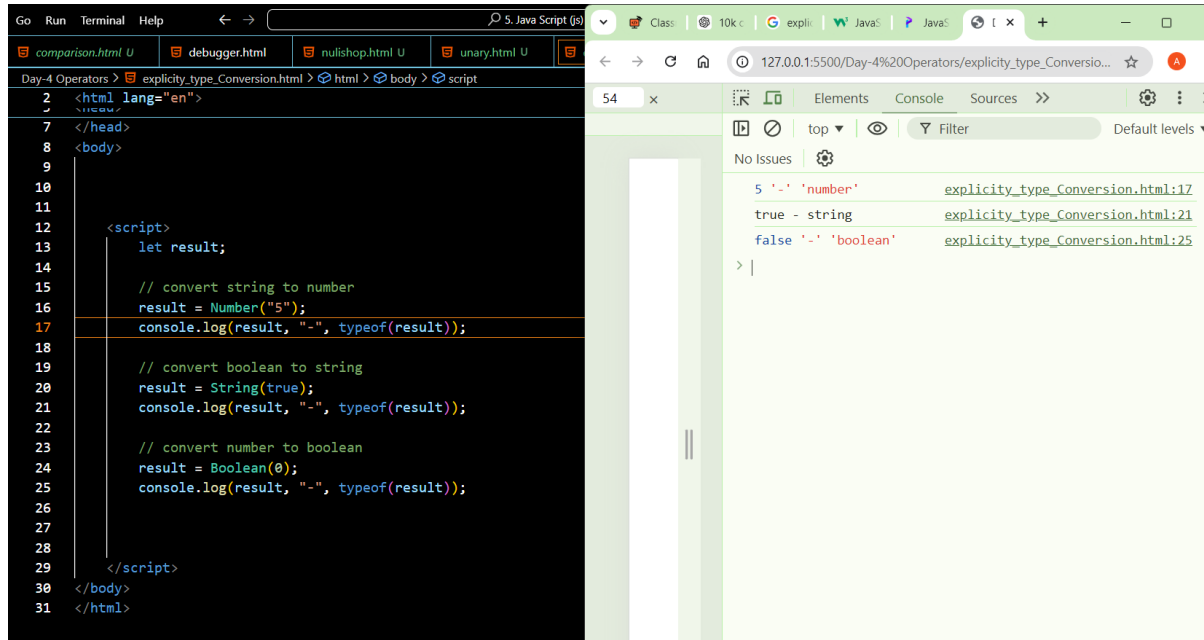 Go Run Terminal Help ← → 5. Java Script (js)
comparison.html U debugger.html nulishop.html U unary.html U
Day-4 Operators > explicity_type_Conversion.html > html > body > script
2 <html lang="en">
7 </head>
8 <body>
9
10
11
12 <script>
13 let result;
14
15 // convert string to number
16 result = Number("5");
17 console.log(result, "-", typeof(result));
18
19 // convert boolean to string
20 result = String(true);
21 console.log(result, "-", typeof(result));
22
23 // convert number to boolean
24 result = Boolean(0);
25 console.log(result, "-", typeof(result));
26
27
28
29 </script>
30 </body>
31 </html>
Class 10k c explic JavaS JavaS [ × +
127.0.0.1:5500/Day-4%20Operators/explicity_type_Conversio... A
54 ×
Elements Console Sources >>
top ▼ Filter Default levels ▼
No Issues
5 '-' 'number' explicity_type_Conversion.html:17
true - string explicity_type_Conversion.html:21
false '-' 'boolean' explicity_type_Conversion.html:25
>